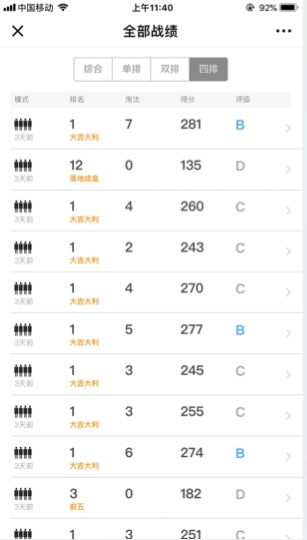 中国移动 上午11:40 92%
全部战绩
综合 单排 双排 四排
模式 排名 淘汰 得分 评级
1 7 281 B
3天前 大吉大利
12 0 135 D
3天前 落地成盒
1 4 260 C
3天前 大吉大利
1 2 243 C
3天前 大吉大利
1 4 270 C
3天前 大吉大利
1 5 277 B
3天前 大吉大利
1 3 245 C
3天前 大吉大利
1 3 255 C
3天前 大吉大利
1 6 274 B
3天前 大吉大利
3 0 182 D
3天前 前五
1 3 251 C